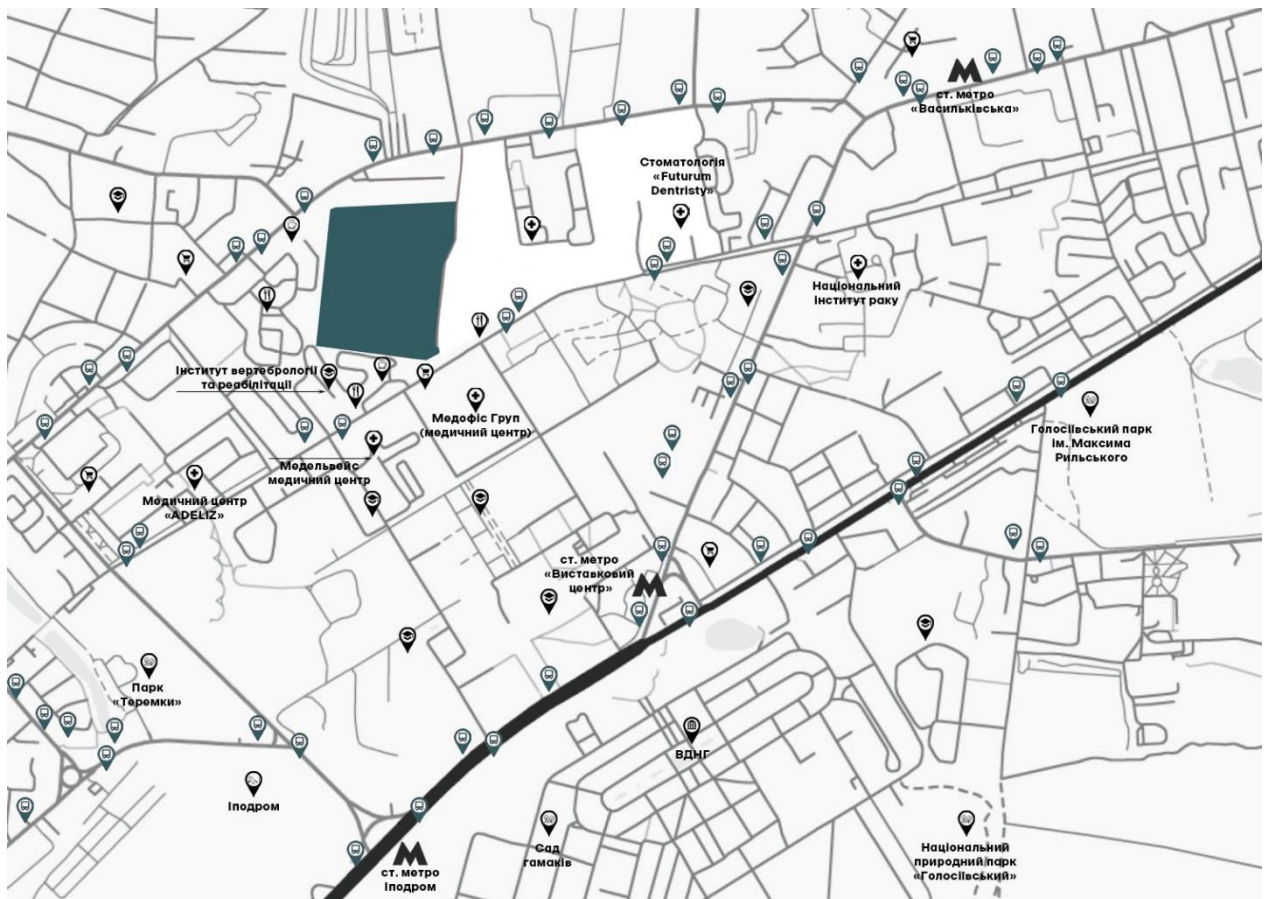 ст. метро
«Васильківська»
Стоматологія
«Futurum
Dentristy»
Національний
інститут раку
Інститут вертебрології
та реабілітації
Медофіс Груп
(медичний центр)
Голосіївський парк
ім. Максима
Рильського
Медельвейс
медичний центр
Медичний центр
«ADELIZ»
ст. метро
«Виставковий
центр»
Парк
«Теремки»
ВДНГ
Іподром
Сад
гамаків
Національний
природний парк
«Голосіївський»
ст. метро
Іподром